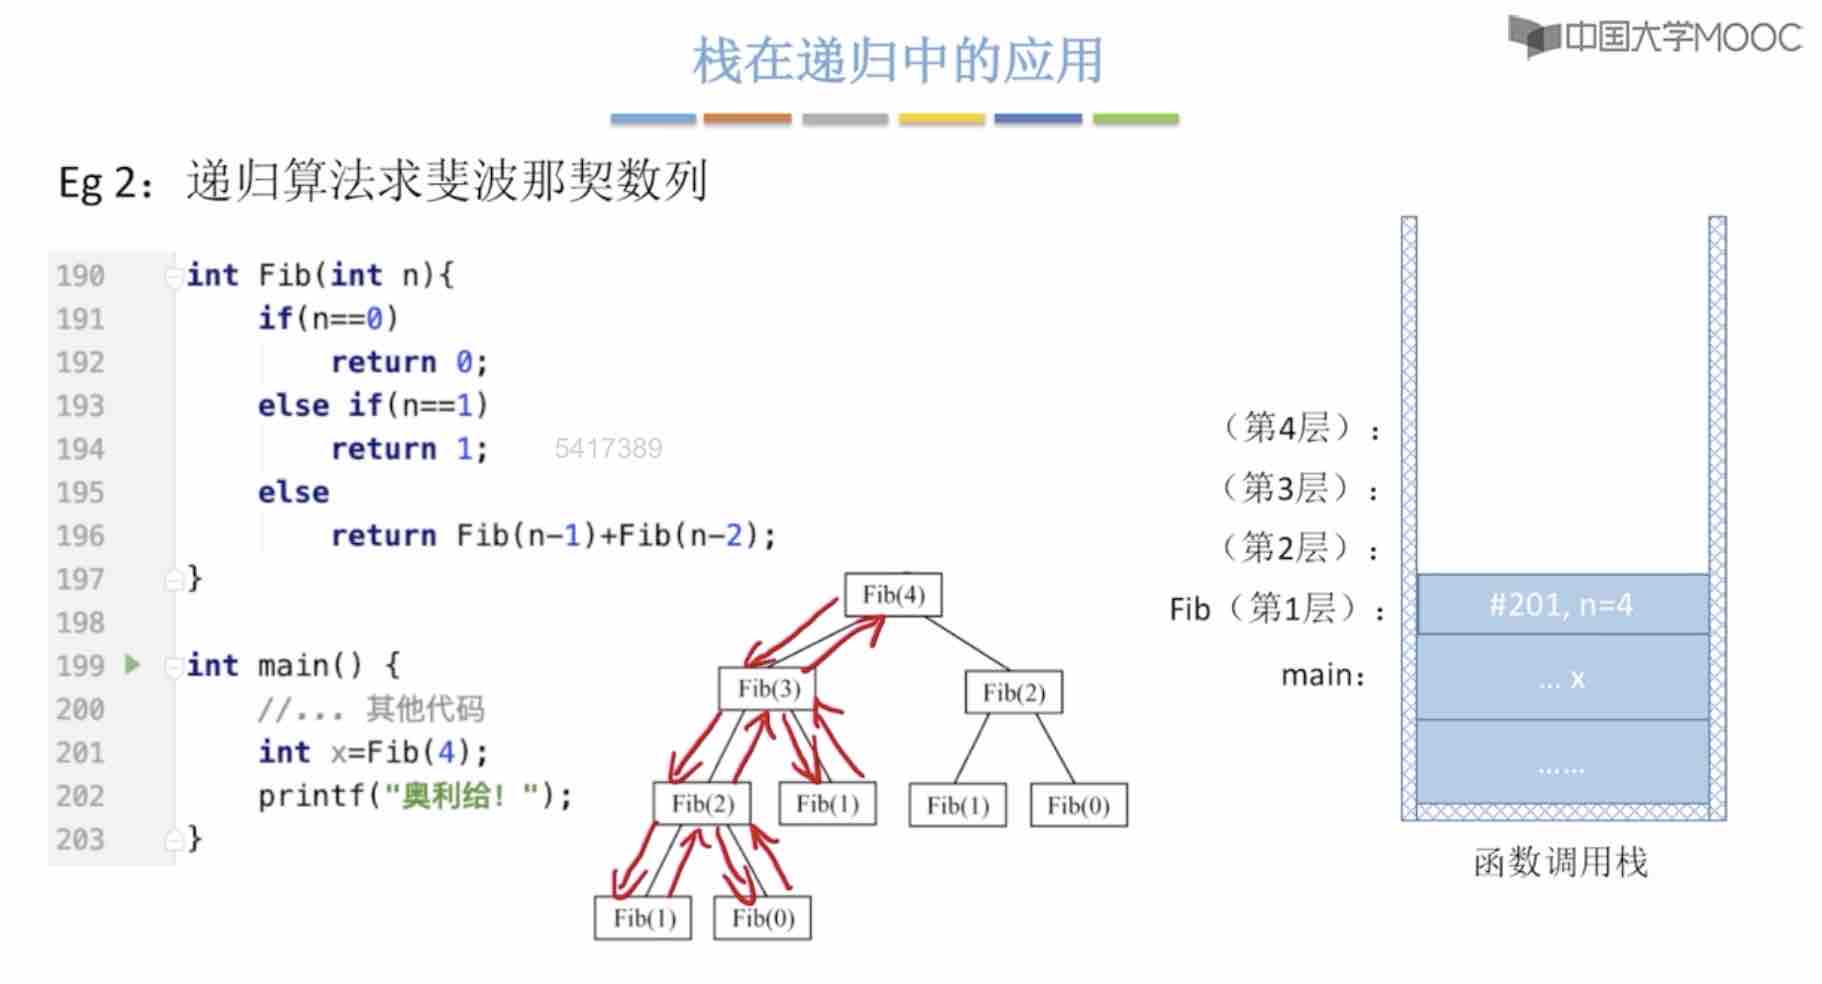 中国大学MOOC
栈在递归中的应用
Eg 2：递归算法求斐波那契数列
190 int Fib(int n){
191 if(n==0)
192 return 0;
193 else if(n==1)
194 return 1;
5417389
195 else
196 return Fib(n-1)+Fib(n-2);
197 }
198
199 int main() {
200 //... 其他代码
201 int x=Fib(4);
202 printf("奥利给！");
203 }
Fib(4)
Fib(3) Fib(2)
Fib(2) Fib(1) Fib(1) Fib(0)
Fib(1) Fib(0)
（第4层）：
（第3层）：
（第2层）：
Fib（第1层）： #201, n=4
main： ... x
......
函数调用栈